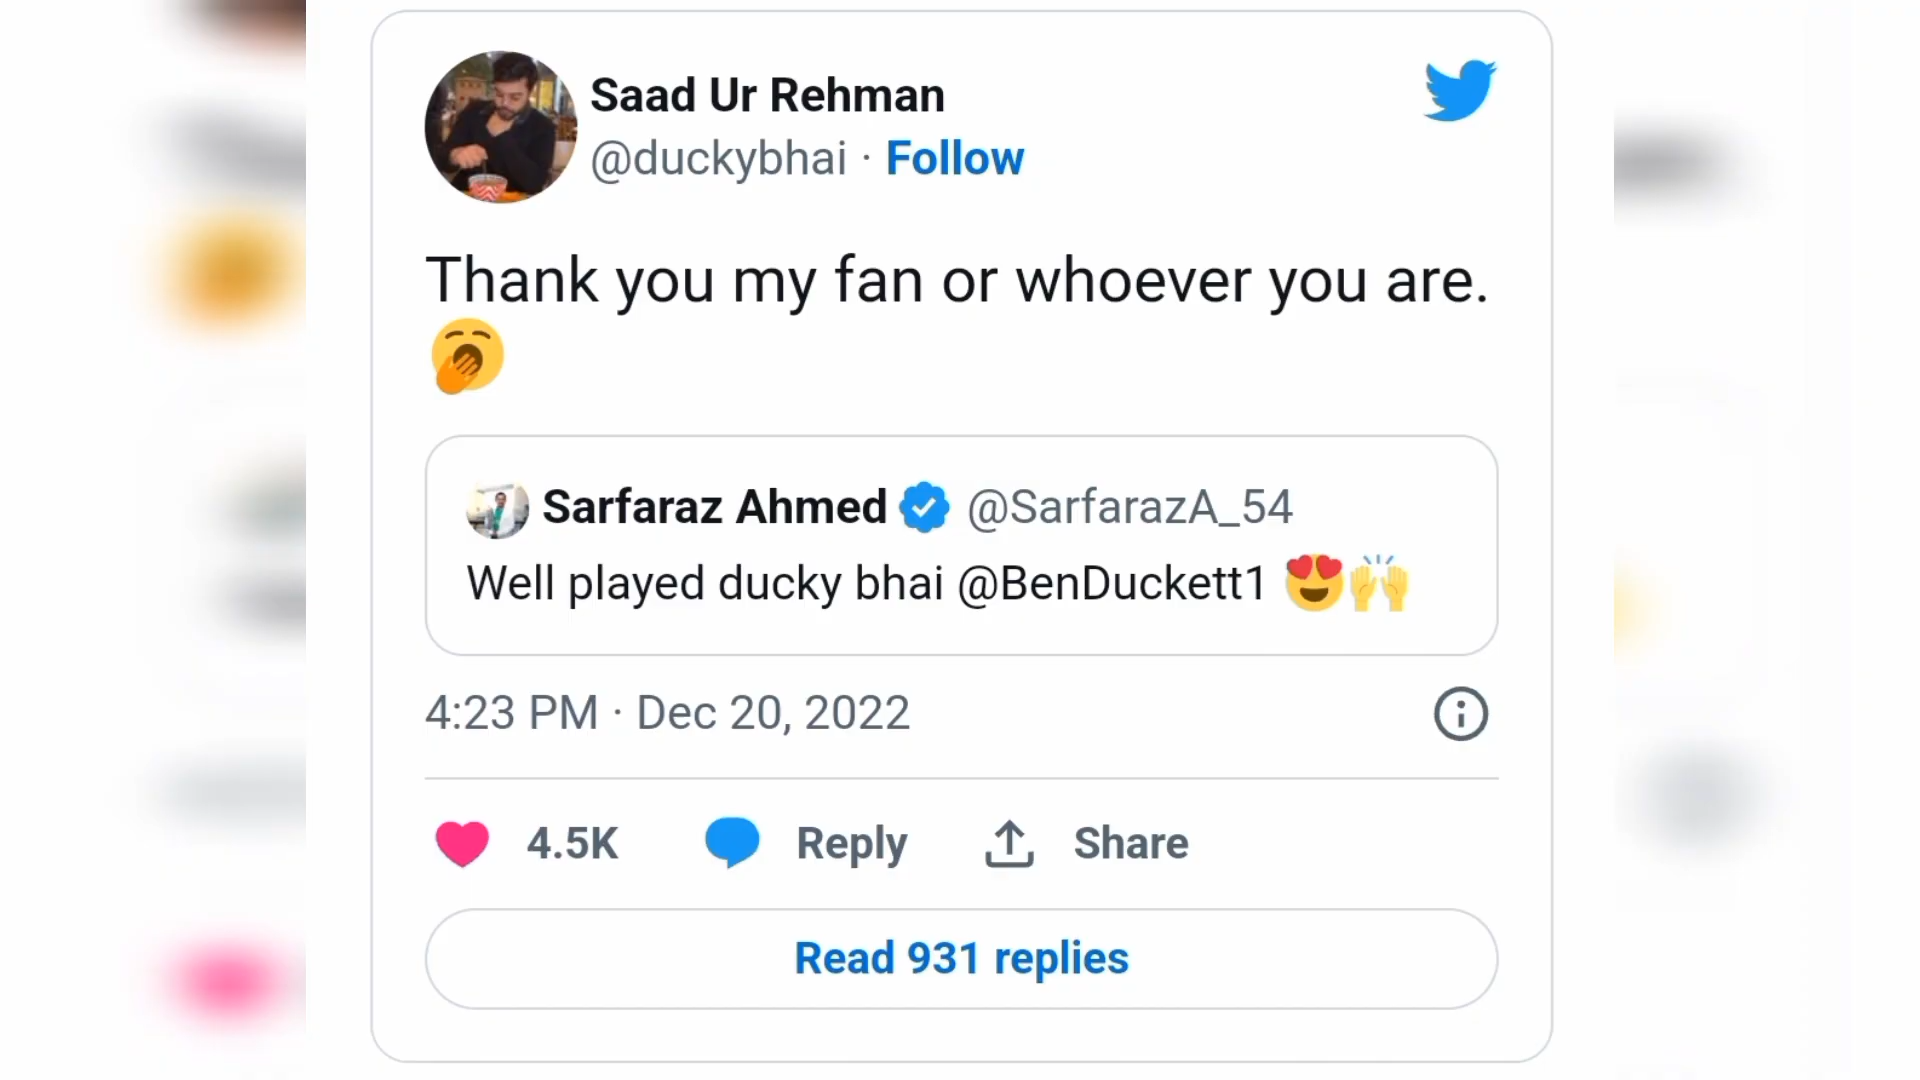 Saad Ur Rehman
@duckybhai · Follow
Thank you my fan or whoever you are.
🥱
Sarfaraz Ahmed @SarfarazA_54
Well played ducky bhai @BenDuckett1 😍🙌
4:23 PM · Dec 20, 2022
4.5K Reply Share
Read 931 replies